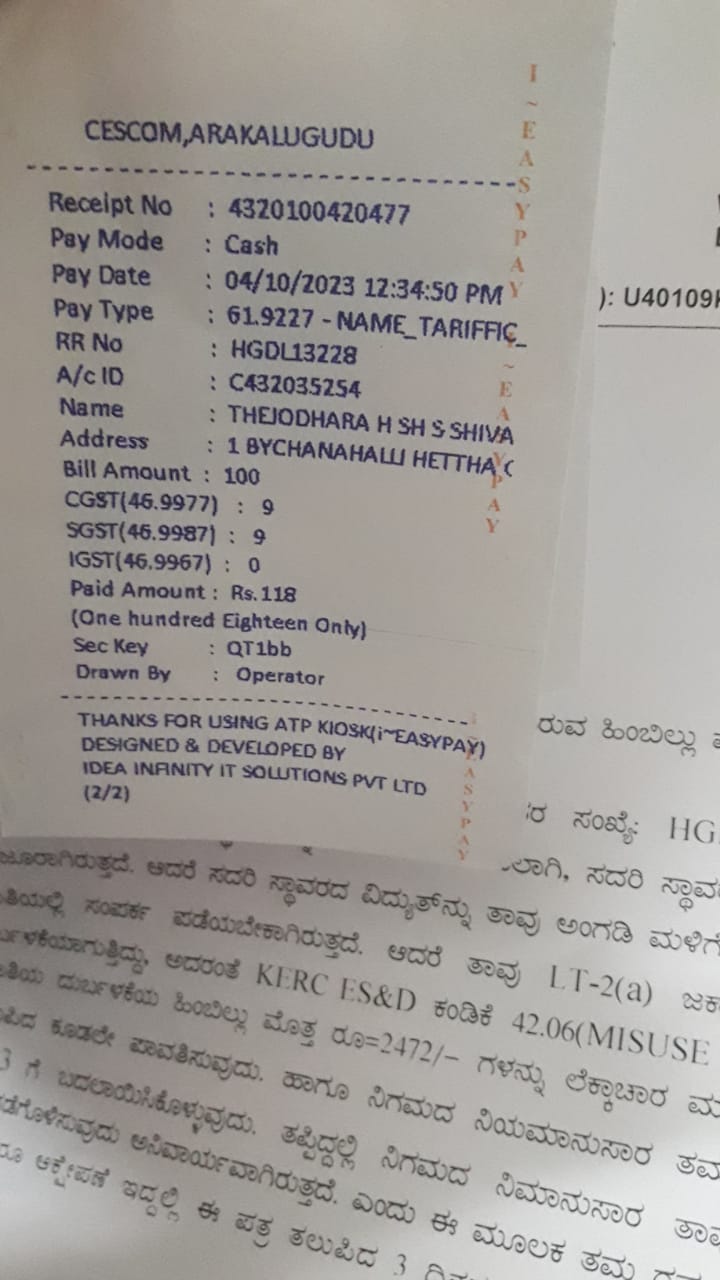 CESCOM,ARAKALUGUDU
Receipt No : 4320100420477
Pay Mode : Cash
Pay Date : 04/10/2023 12:34:50 PM
Pay Type : 61.9227 - NAME_TARIFFIC_
RR No : HGDL13228
A/c ID : C432035254
Name : THEJODHARA H SH S SHIVA
Address : 1 BYCHANAHALLI HETTHA C
Bill Amount : 100
CGST(46.9977) : 9
SGST(46.9987) : 9
IGST(46.9967) : 0
Paid Amount : Rs.118
(One hundred Eighteen Only)
Sec Key : QT1bb
Drawn By : Operator
THANKS FOR USING ATP KIOSK(i~EASYPAY)
DESIGNED & DEVELOPED BY
IDEA INFINITY IT SOLUTIONS PVT LTD
(2/2)
I~EASYPAY
~EASYPAY
EASYPAY
): U40109
ರುವ ಹಿಂಬಿಲ್ಲು
ಸಂಖ್ಯೆ: HG
ಸದರಿ
ಆದರೆ ಸದರಿ ಸ್ಥಾವರದ ವಿದ್ಯುತ್‌ನ್ನು ತಾವು ಅಂಗಡಿ
ಸಂಪರ್ಕ ಪಡೆಯಬೇಕಾಗಿರುತ್ತದೆ. ಆದರೆ ತಾವು LT-2(a)
ಅದರಂತೆ KERC ES&D ಕಂಡಿಕೆ 42.06(MISUSE
ದುರ್ಬಳಕೆಯ ಹಿಂಬಿಲ್ಲು ಮೊತ್ತ ರೂ=2472/– ಗಳನ್ನು ಲೆಕ್ಕಾಚಾರ
ಕೂಡಲೇ ಪಾವತಿಸುವುದು. ಹಾಗೂ ನಿಗಮದ ನಿಯಮಾನುಸಾರ
3 ಗೆ ಬದಲಾಯಿಸಿಕೊಳ್ಳುವುದು. ತಪ್ಪಿದ್ದಲ್ಲಿ ನಿಗಮದ ನಿಮಾನುಸಾರ
ಅನಿವಾರ್ಯವಾಗಿರುತ್ತದೆ. ಎಂದು ಈ ಮೂಲಕ ತಮ್ಮ
ಆಕ್ಷೇಪಣೆ ಇದ್ದಲ್ಲಿ ಈ ಪತ್ರ ತಲುಪಿದ 3